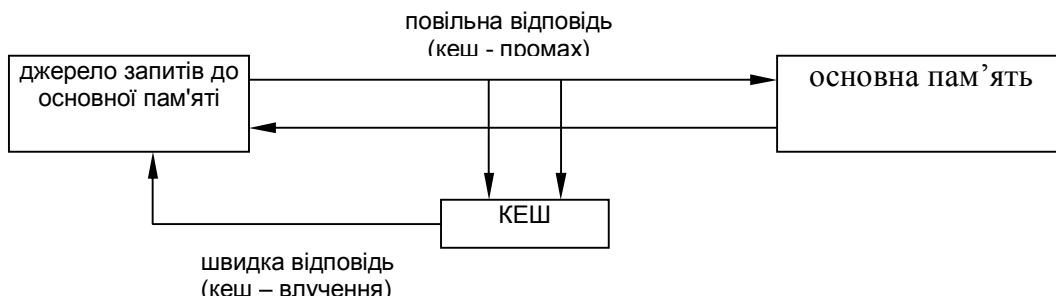 повільна відповідь
(кеш - промах)
джерело запитів до
основної пам'яті
основна пам’ять
КЕШ
швидка відповідь
(кеш – влучення)